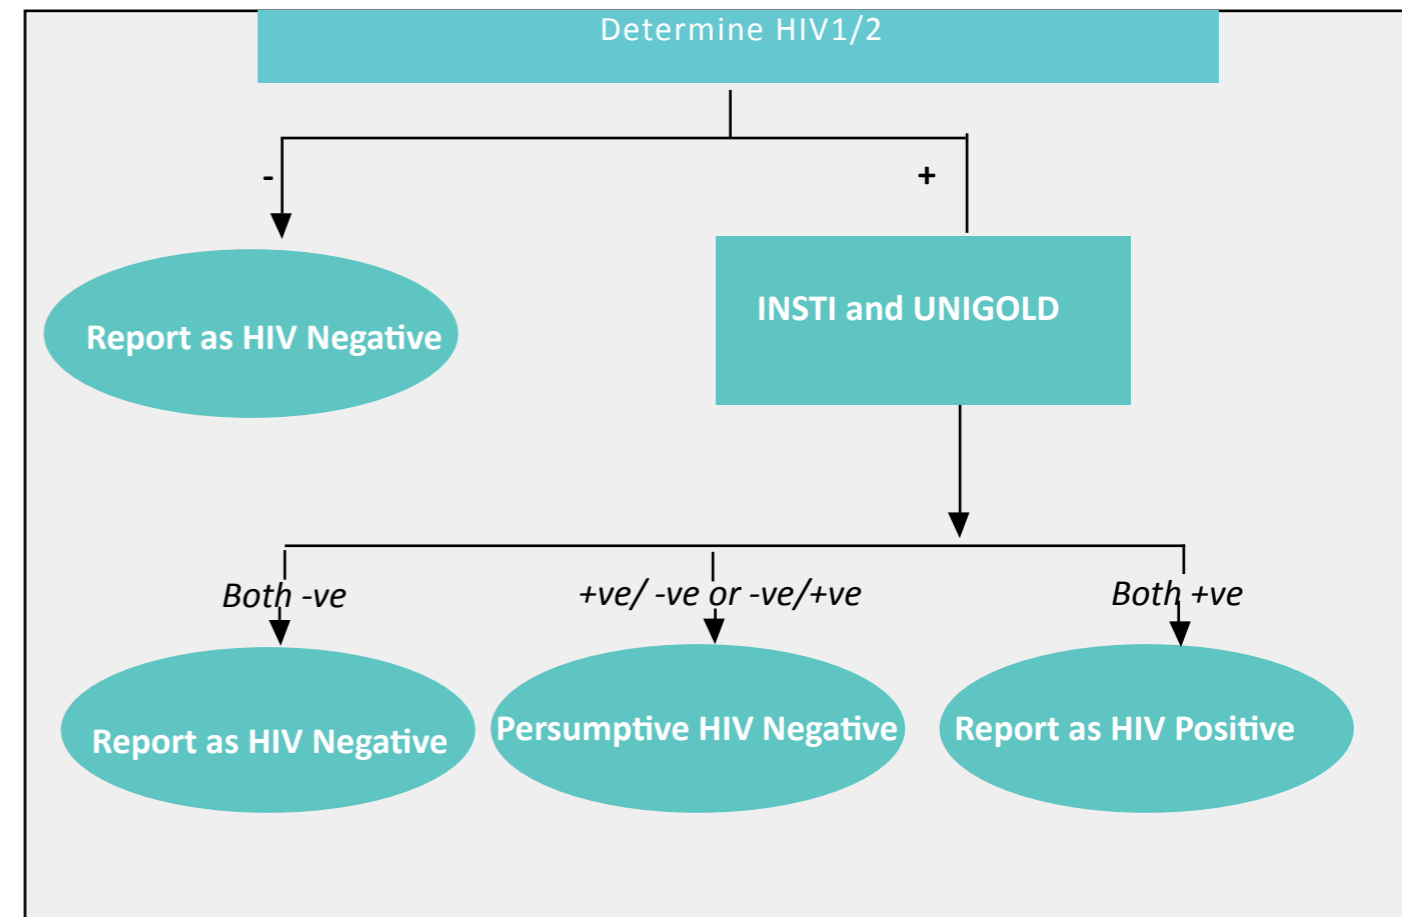 Determine HIV1/2
-
+
Report as HIV Negative
INSTI and UNIGOLD
Both -ve
+ve/ -ve or -ve/+ve
Both +ve
Report as HIV Negative
Persumptive HIV Negative
Report as HIV Positive